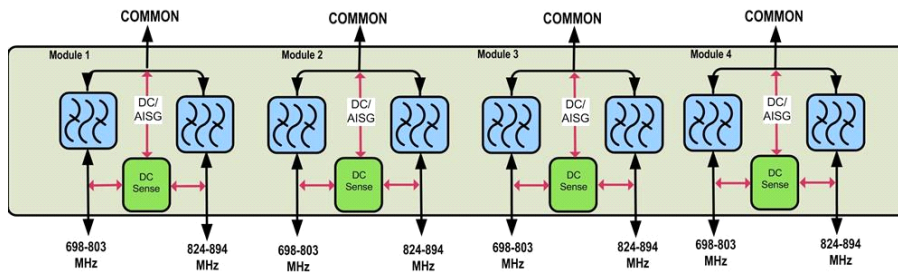 COMMON
COMMON
COMMON
COMMON
Module 1
Module 2
Module 3
Module 4
DC/
AISG
DC/
AISG
DC/
AISG
DC/
AISG
DC
Sense
DC
Sense
DC
Sense
DC
Sense
698-803
MHz
824-894
MHz
698-803
MHz
824-894
MHz
698-803
MHz
824-894
MHz
698-803
MHz
824-894
MHz